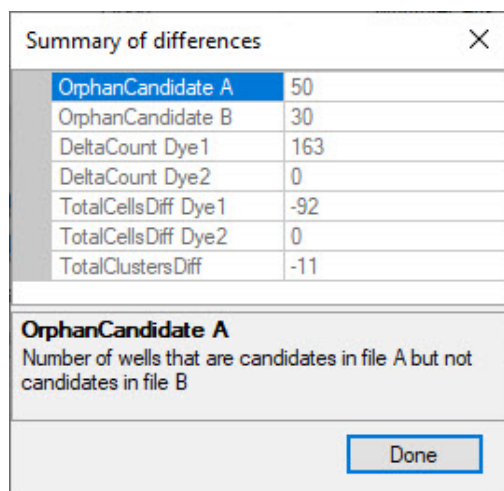 Summary of differences
OrphanCandidate A 50
OrphanCandidate B 30
DeltaCount Dye1 163
DeltaCount Dye2 0
TotalCellsDiff Dye1 -92
TotalCellsDiff Dye2 0
TotalClustersDiff -11
OrphanCandidate A
Number of wells that are candidates in file A but not
candidates in file B
Done